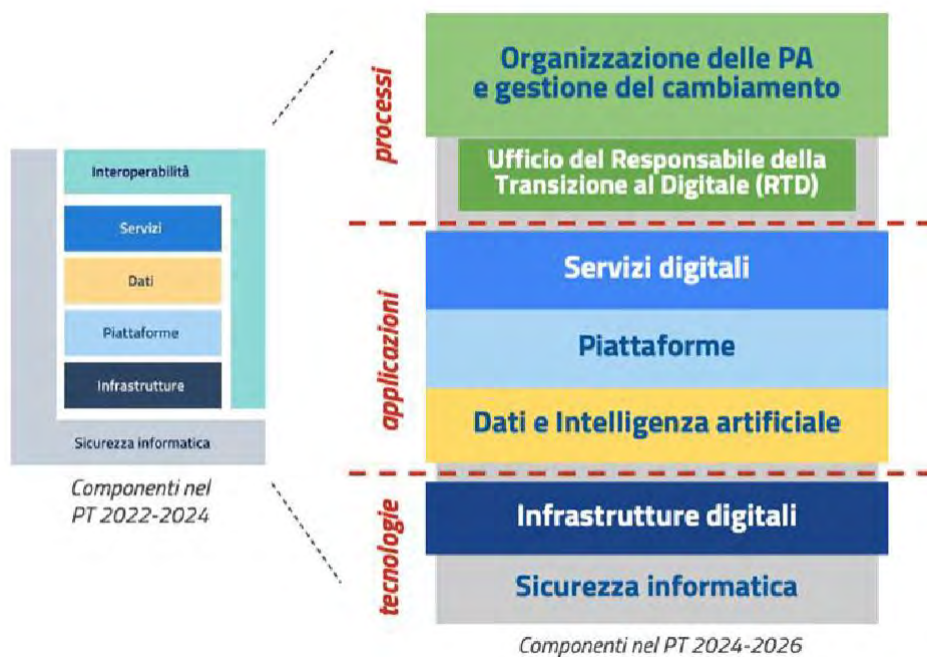 Interoperabilità
Servizi
Dati
Piattaforme
Infrastrutture
Sicurezza informatica
Componenti nel
PT 2022-2024
processi
Organizzazione delle PA
e gestione del cambiamento
Ufficio del Responsabile della
Transizione al Digitale (RTD)
applicazioni
Servizi digitali
Piattaforme
Dati e Intelligenza artificiale
tecnologie
Infrastrutture digitali
Sicurezza informatica
Componenti nel PT 2024-2026